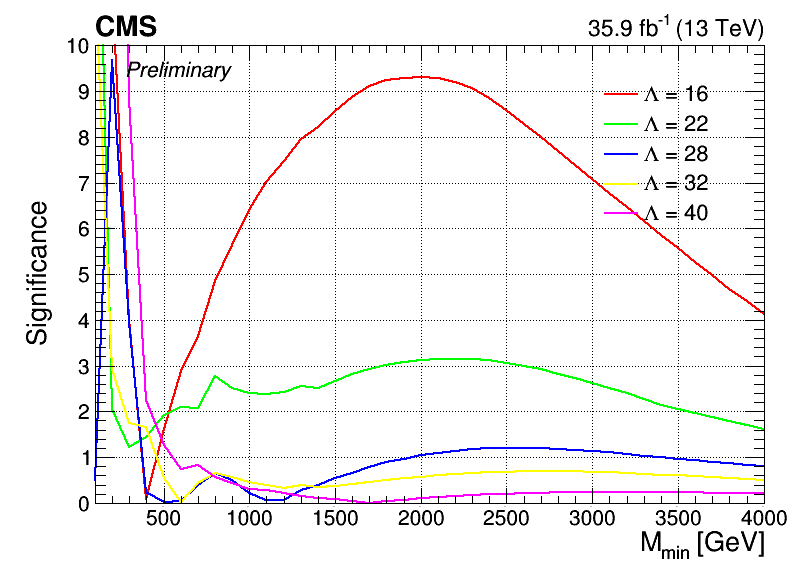 CMS 35.9 fb⁻¹ (13 TeV)
Preliminary
Significance
10
9
8
7
6
5
4
3
2
1
0
Λ = 16
Λ = 22
Λ = 28
Λ = 32
Λ = 40
500 1000 1500 2000 2500 3000 3500 4000
M_min [GeV]